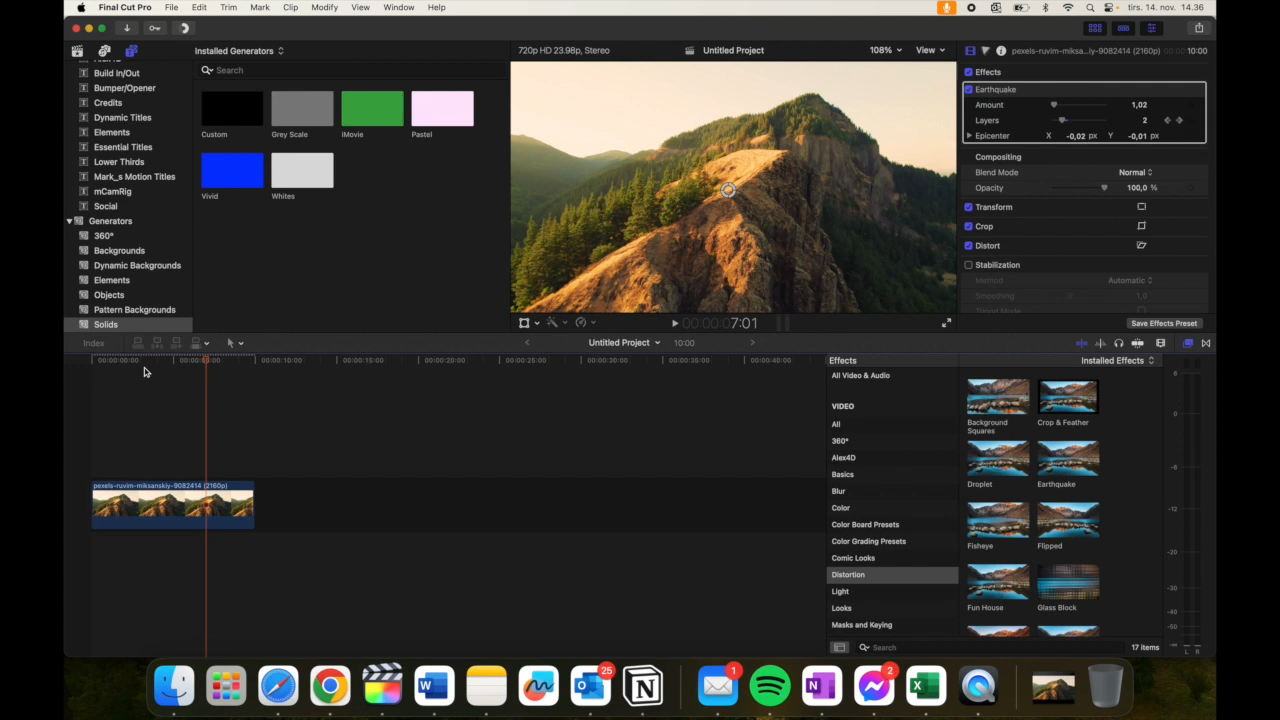 Final Cut Pro File Edit Trim Mark Clip Modify View Window Help tirs. 14. nov. 14.36
Installed Generators
720p HD 23.98p, Stereo
Untitled Project
108%
View
pexels-ruvim-miksa...iy-9082414 (2160p)
10:00
Build In/Out
Bumper/Opener
Credits
Dynamic Titles
Elements
Essential Titles
Lower Thirds
Mark_s Motion Titles
mCamRig
Social
Generators
360°
Backgrounds
Dynamic Backgrounds
Elements
Objects
Pattern Backgrounds
Solids
Search
Custom
Grey Scale
iMovie
Pastel
Vivid
Whites
7:01
Effects
Earthquake
Amount 1,02
Layers 2
Epicenter X -0,02 px Y -0,01 px
Compositing
Blend Mode Normal
Opacity 100,0 %
Transform
Crop
Distort
Stabilization
Method Automatic
Smoothing 1,0
Save Effects Preset
Index
Untitled Project
10:00
00:00:00:00
00:00:10:00
00:00:15:00
00:00:20:00
00:00:25:00
00:00:30:00
00:00:35:00
00:00:40:00
pexels-ruvim-miksanskiy-9082414 (2160p)
Effects
Installed Effects
All Video & Audio
VIDEO
All
360°
Alex4D
Basics
Blur
Color
Color Board Presets
Color Grading Presets
Comic Looks
Distortion
Light
Looks
Masks and Keying
Background Squares
Crop & Feather
Droplet
Earthquake
Fisheye
Flipped
Fun House
Glass Block
Search
17 items
6
0
-6
-12
-20
-30
-40
-50
L R
25
1
2